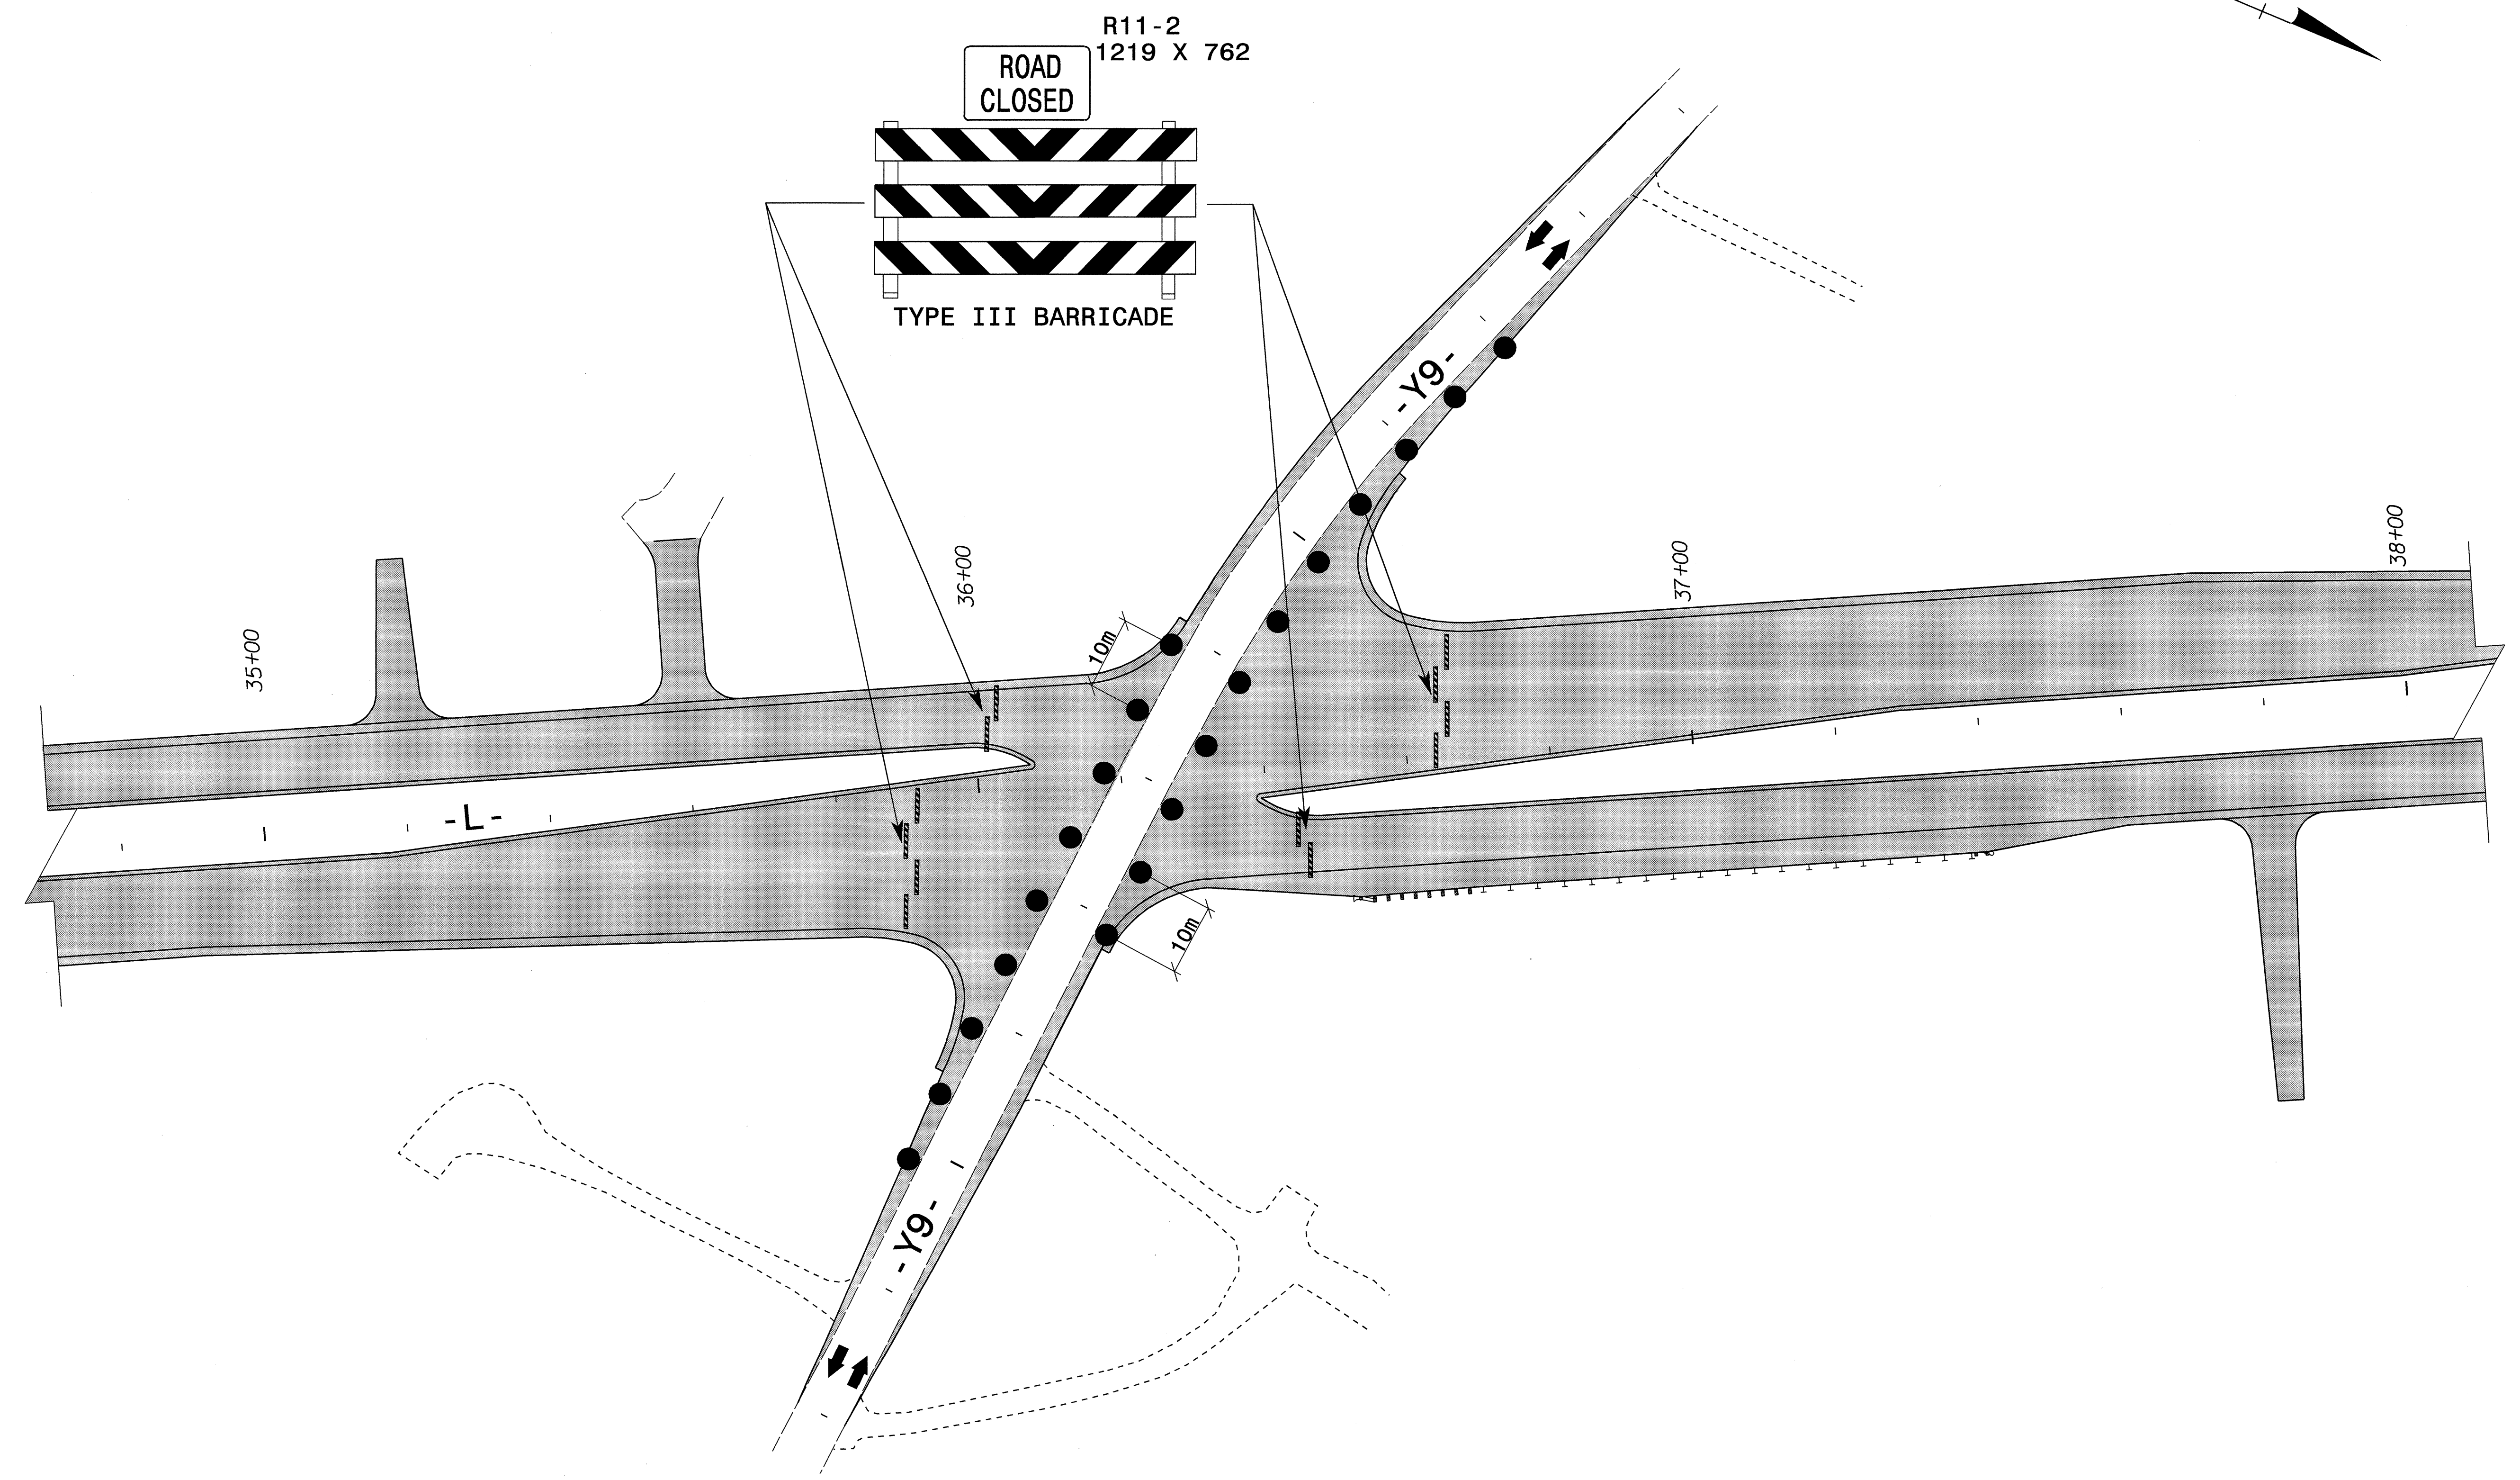 R11-2
1219 X 762
ROAD
CLOSED
TYPE III BARRICADE
-Y9-
38+00
37+00
36+00
35+00
10m
-L-
10m
-Y9-